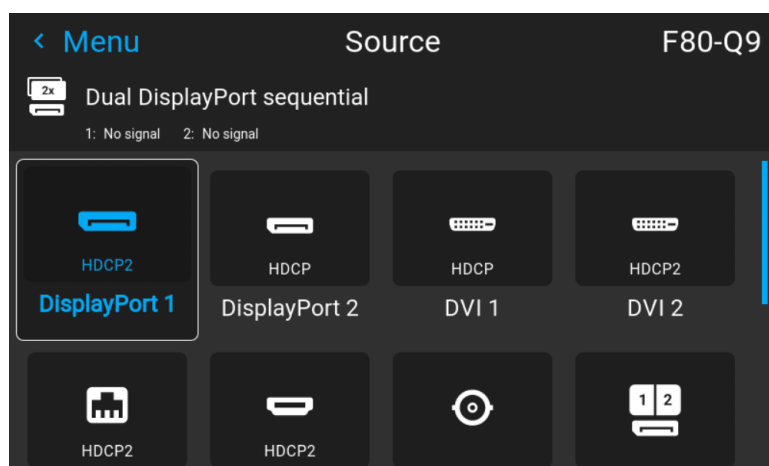 Menu
Source
F80-Q9
2x
Dual DisplayPort sequential
1: No signal 2: No signal
HDCP2
HDCP
HDCP
HDCP2
DisplayPort 1
DisplayPort 2
DVI 1
DVI 2
1 2
HDCP2
HDCP2